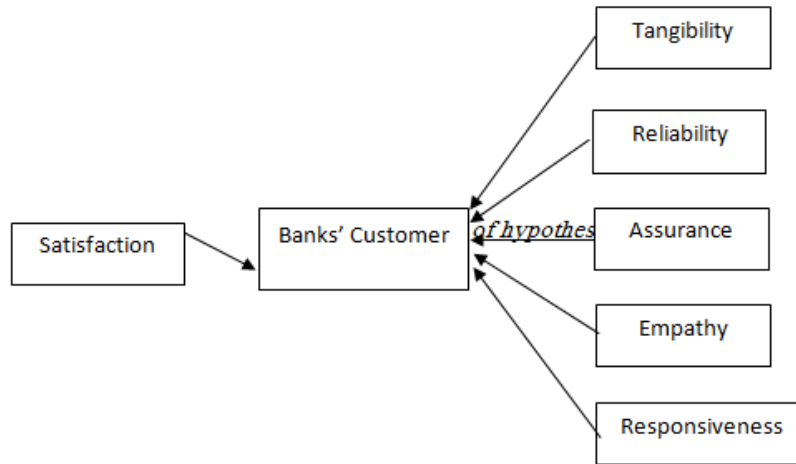 Tangibility
Reliability
Satisfaction
Banks’ Customer
of hypothes
Assurance
Empathy
Responsiveness